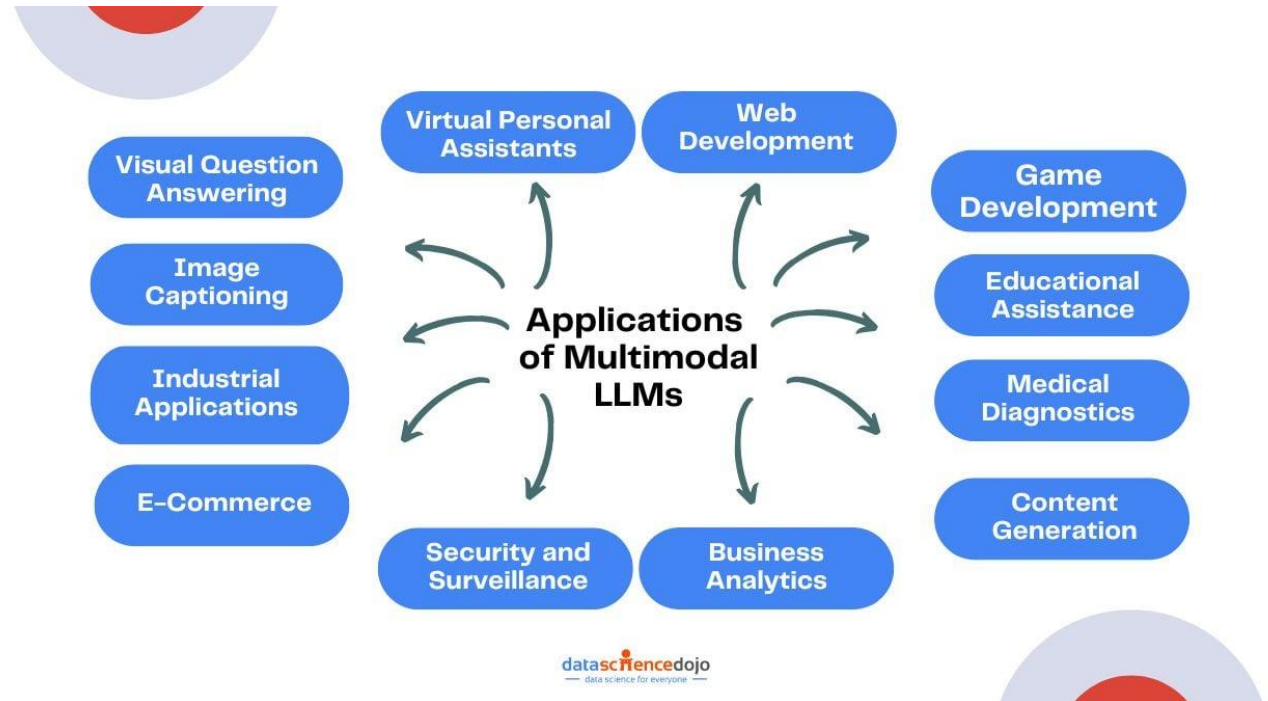 Virtual Personal
Assistants
Web
Development
Visual Question
Answering
Image
Captioning
Industrial
Applications
E-Commerce
Applications
of Multimodal
LLMs
Game
Development
Educational
Assistance
Medical
Diagnostics
Content
Generation
Security and
Surveillance
Business
Analytics
datasciencedojo
data science for everyone